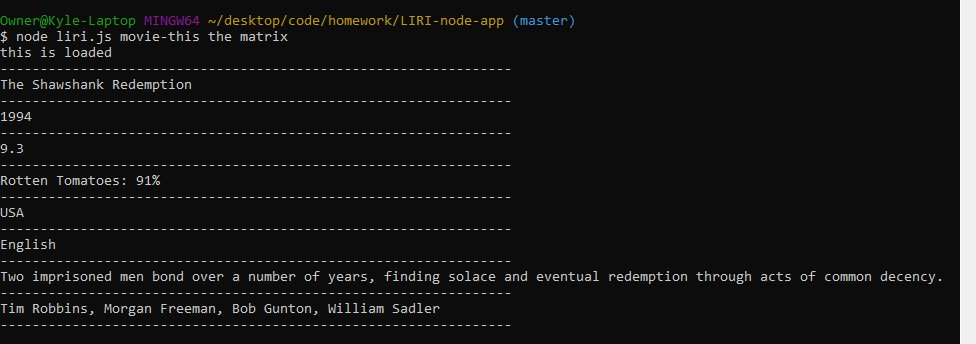 Owner@Kyle-Laptop MINGW64 ~/desktop/code/homework/LIRI-node-app (master)
$ node liri.js movie-this the matrix
this is loaded
----------------------------------------------------------------
The Shawshank Redemption
----------------------------------------------------------------
1994
----------------------------------------------------------------
9.3
----------------------------------------------------------------
Rotten Tomatoes: 91%
----------------------------------------------------------------
USA
----------------------------------------------------------------
English
----------------------------------------------------------------
Two imprisoned men bond over a number of years, finding solace and eventual redemption through acts of common decency.
----------------------------------------------------------------
Tim Robbins, Morgan Freeman, Bob Gunton, William Sadler
----------------------------------------------------------------